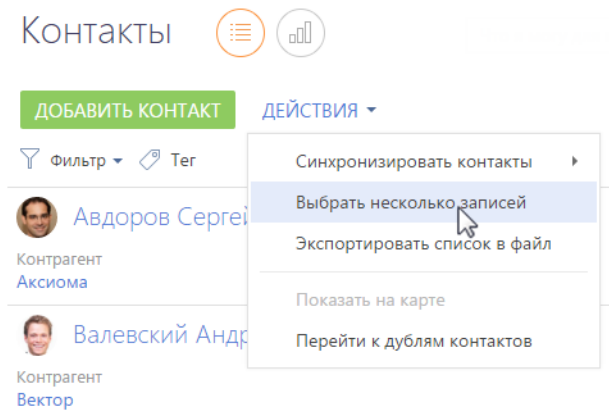 Контакты
ДОБАВИТЬ КОНТАКТ
ДЕЙСТВИЯ
Фильтр
Тег
Синхронизировать контакты
Выбрать несколько записей
Экспортировать список в файл
Показать на карте
Перейти к дублям контактов
Авдоров Сергей
Контрагент
Аксиома
Валевский Андр
Контрагент
Вектор